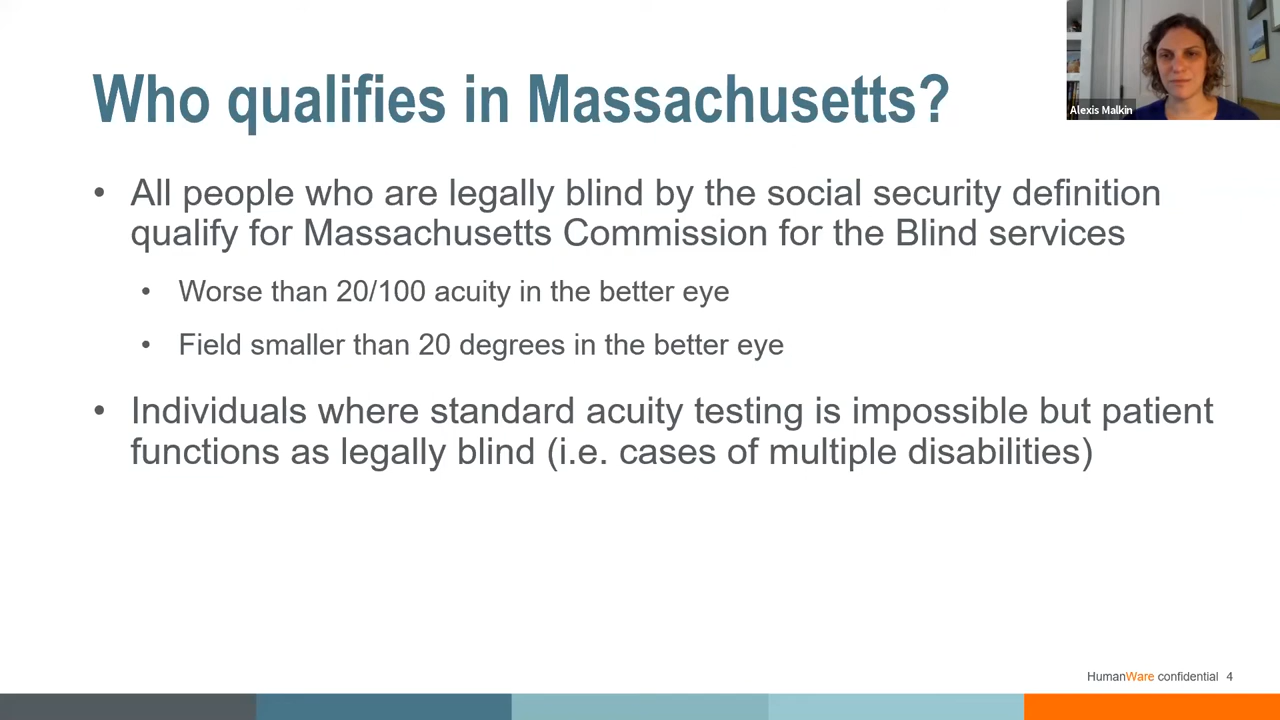 Who qualifies in Massachusetts?
Alexis Malkin
• All people who are legally blind by the social security definition
qualify for Massachusetts Commission for the Blind services
• Worse than 20/100 acuity in the better eye
• Field smaller than 20 degrees in the better eye
• Individuals where standard acuity testing is impossible but patient
functions as legally blind (i.e. cases of multiple disabilities)
HumanWare confidential 4